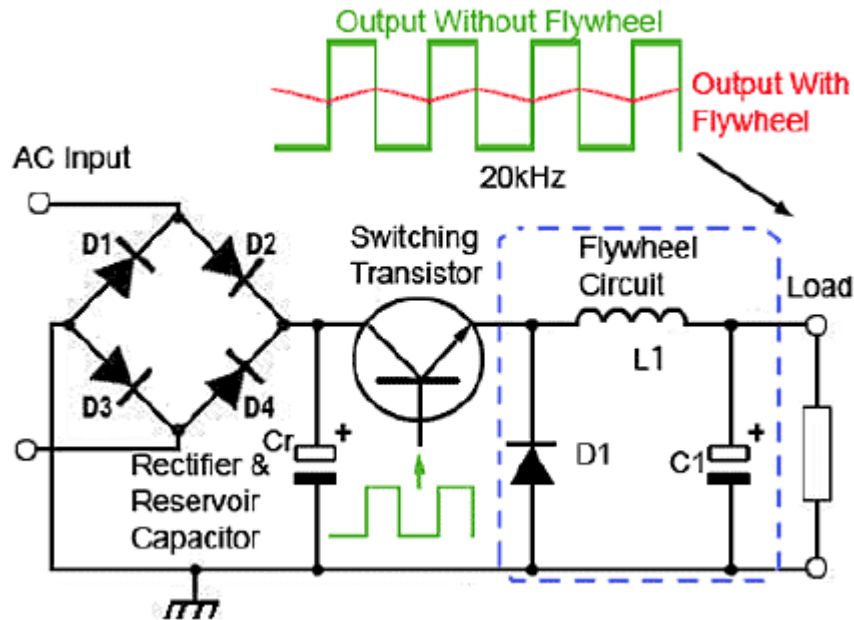 Output Without Flywheel
Output With
Flywheel
20kHz
AC Input
D1
D2
D3
D4
Switching
Transistor
Flywheel
Circuit
Load
L1
Cr
+
D1
C1
+
Rectifier &
Reservoir
Capacitor